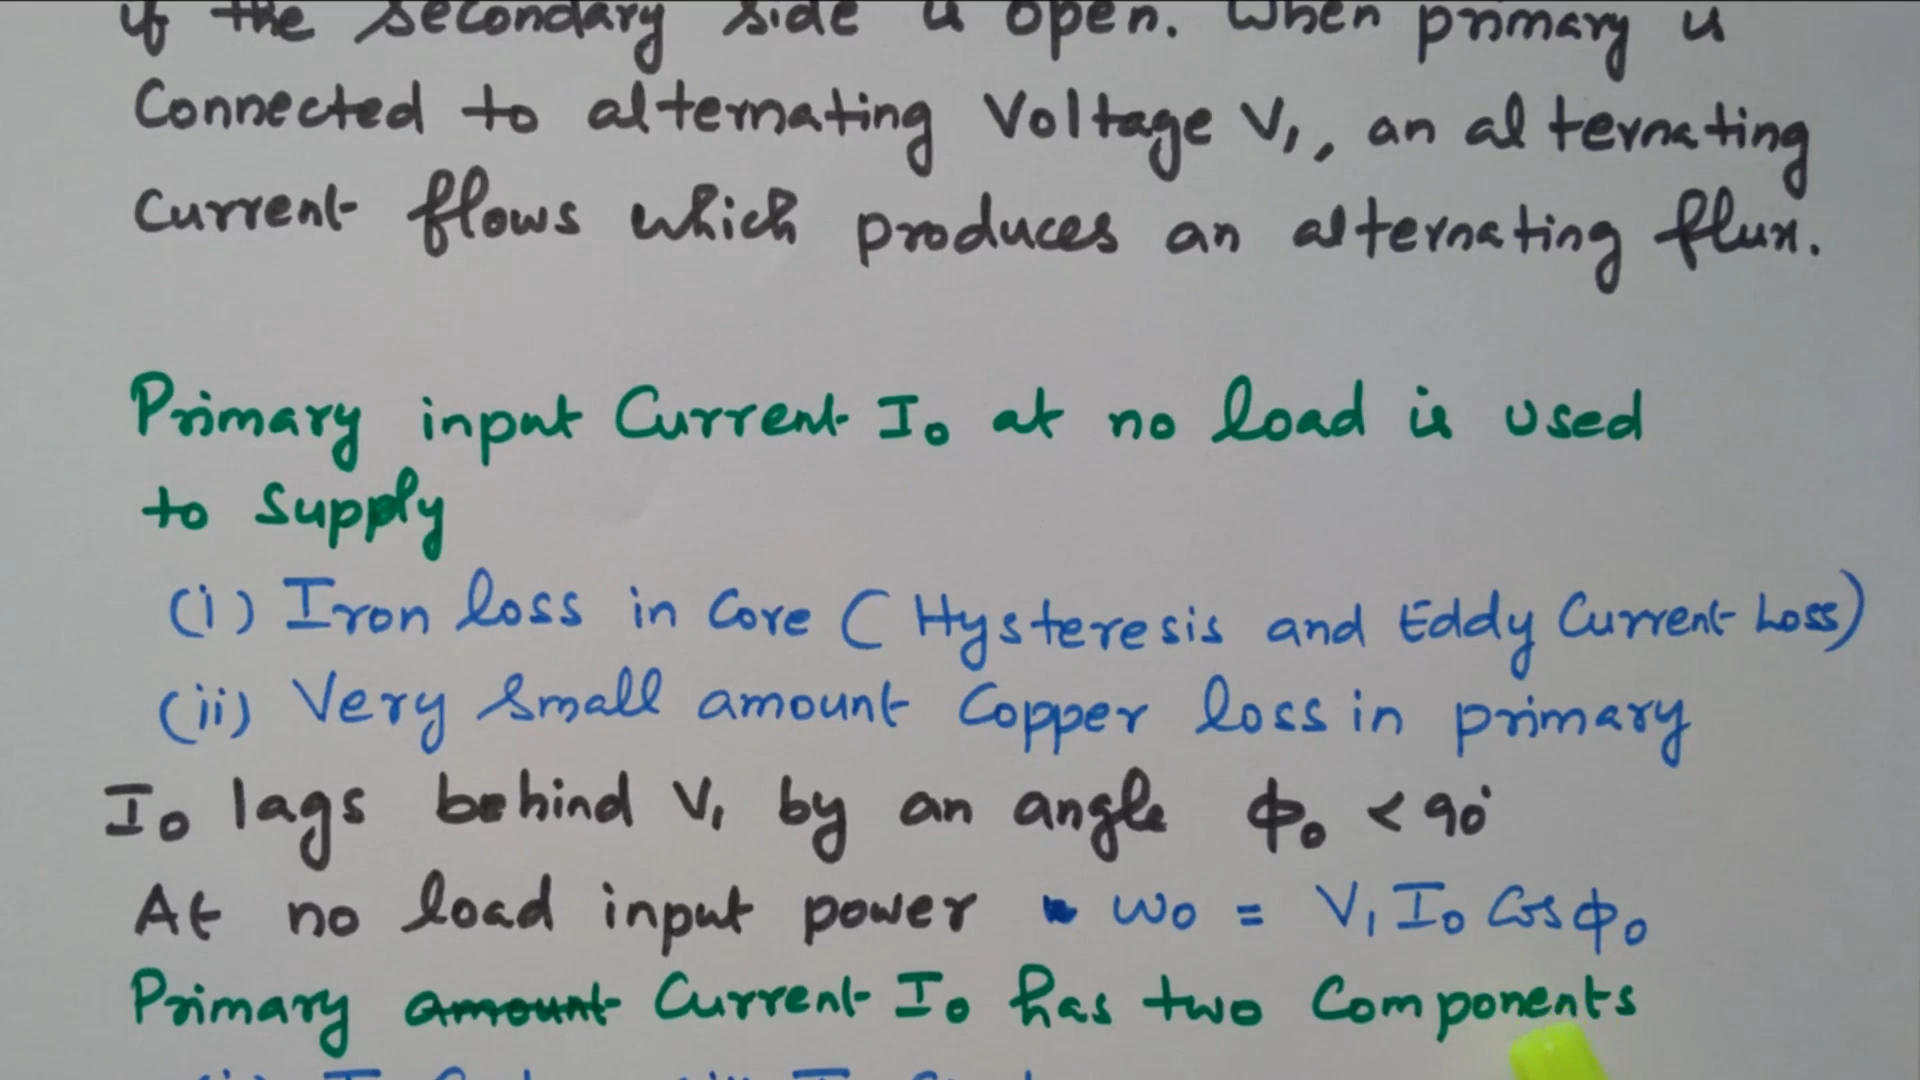 if the secondary side is open. When primary is
Connected to alternating Voltage V₁, an alternating
Current flows which produces an alternating flux.
Primary input Current I₀ at no load is used
to Supply
(i) Iron loss in Core (Hysteresis and Eddy Current Loss)
(ii) Very Small amount Copper loss in primary
I₀ lags behind V₁ by an angle ϕ₀ < 90°
At no load input power W₀ = V₁ I₀ Cos ϕ₀
Primary amount Current I₀ has two Components